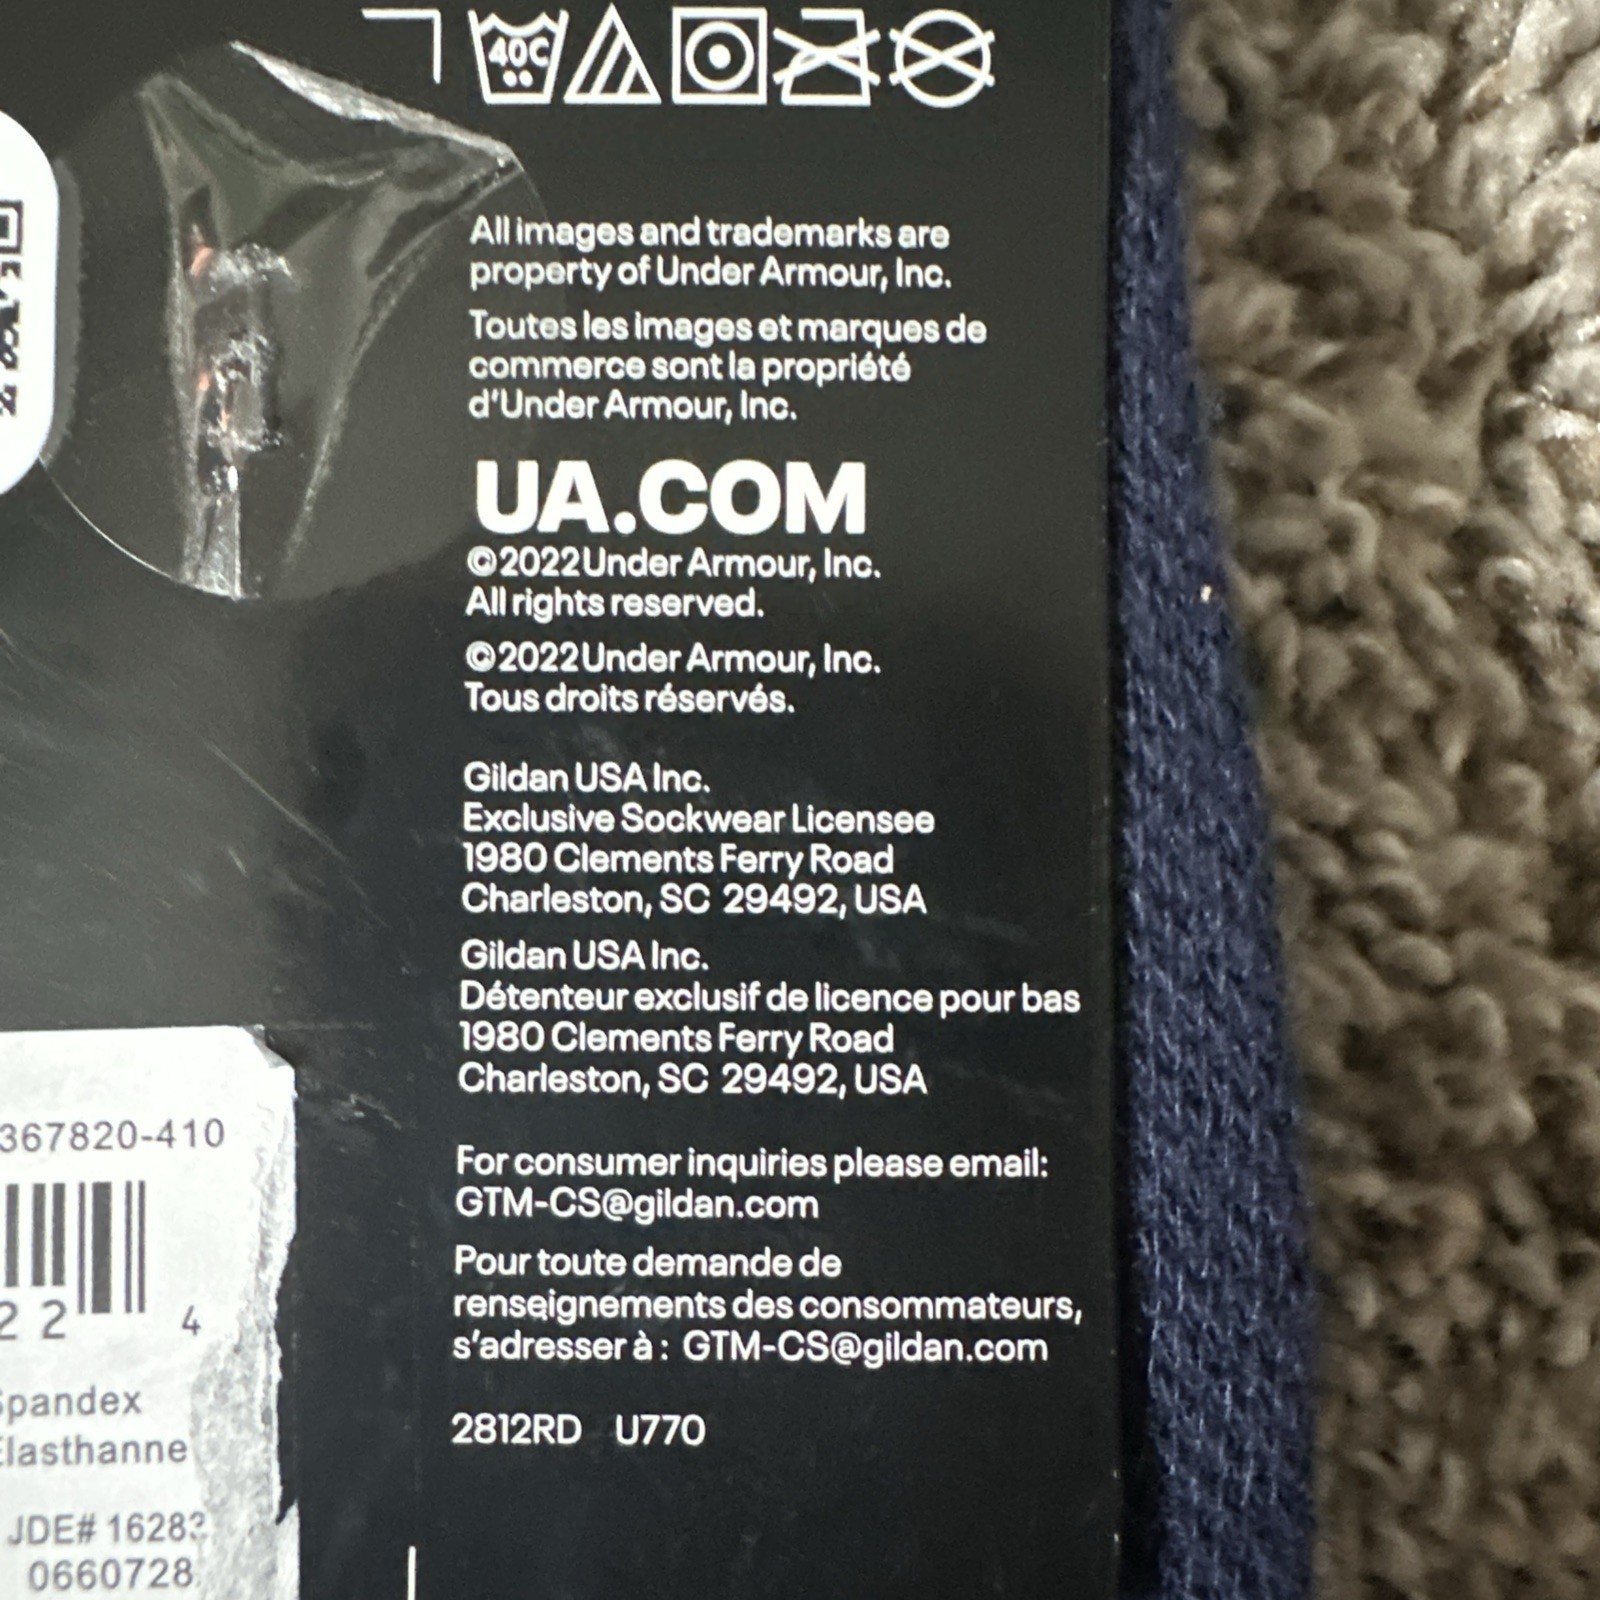 40C
All images and trademarks are
property of Under Armour, Inc.
Toutes les images et marques de
commerce sont la propriété
d'Under Armour, Inc.
UA.COM
©2022 Under Armour, Inc.
All rights reserved.
©2022 Under Armour, Inc.
Tous droits réservés.
Gildan USA Inc.
Exclusive Sockwear Licensee
1980 Clements Ferry Road
Charleston, SC 29492, USA
Gildan USA Inc.
Détenteur exclusif de licence pour bas
1980 Clements Ferry Road
Charleston, SC 29492, USA
For consumer inquiries please email:
GTM-CS@gildan.com
Pour toute demande de
renseignements des consommateurs,
s'adresser à : GTM-CS@gildan.com
2812RD U770
367820-410
22 4
Spandex
Elasthanne
JDE# 16283
0660728